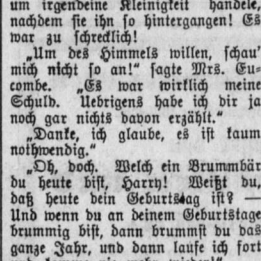 um irgendeine Kleinigkeit handele,
nachdem sie ihn so hintergangen! Es
war zu schrecklich!
„Um des Himmels willen, schau'
mich nicht so an!“ sagte Mrs. Eu-
combe. „Es war wirklich meine
Schuld. Uebrigens habe ich dir ja
noch gar nichts davon erzählt.“
„Danke, ich glaube, es ist kaum
nothwendig.“
„Oh, doch. Welch ein Brummbär
du heute bist, Harry! Weißt du,
daß heute dein Geburtstag ist? —
Und wenn du an deinem Geburtstage
brummig bist, dann brummst du das
ganze Jahr, und dann laufe ich fort